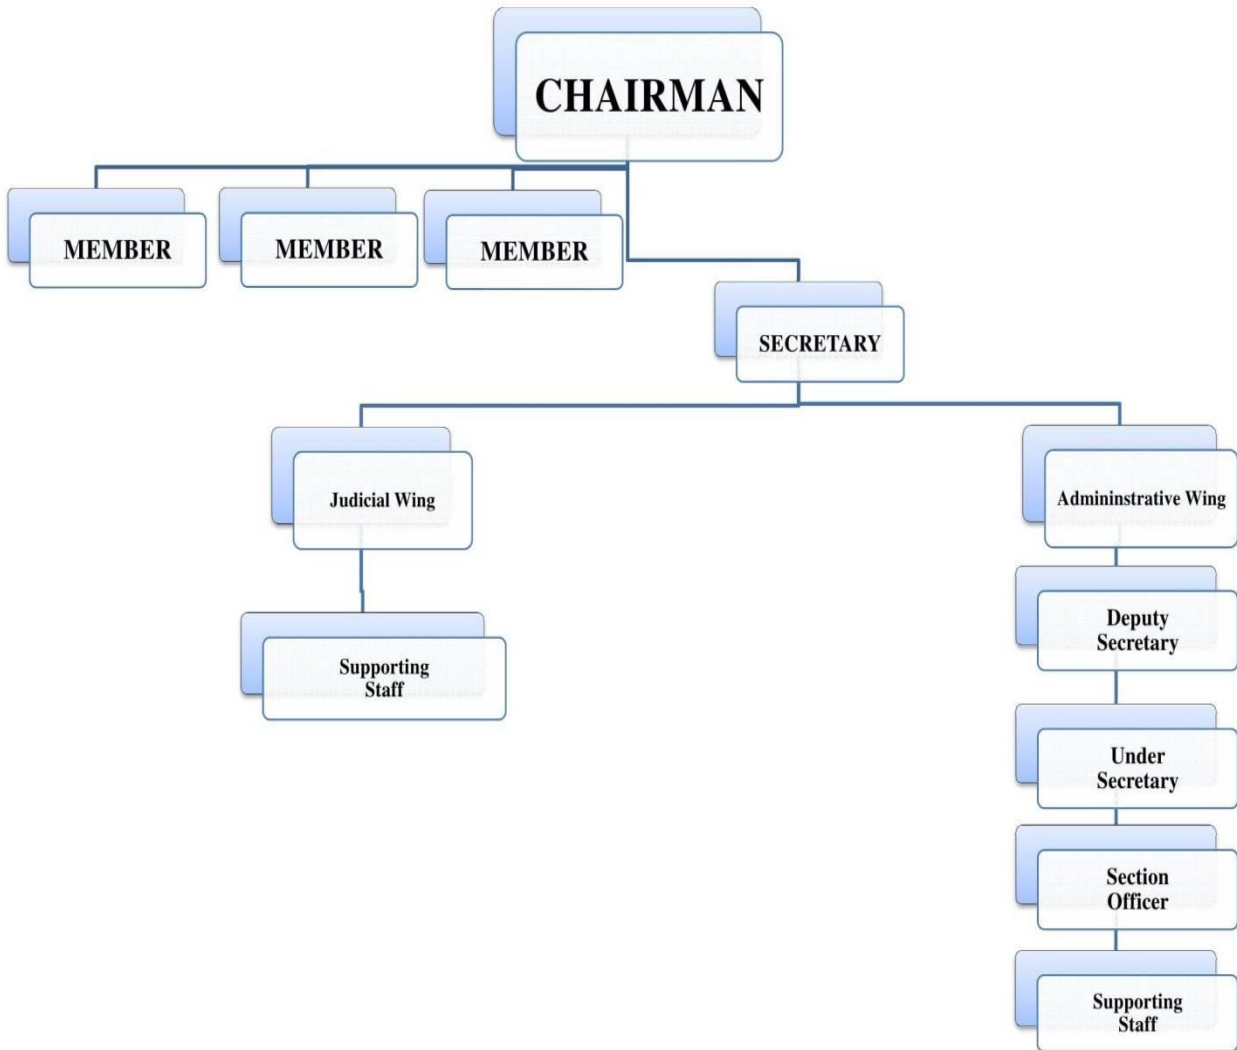 CHAIRMAN
MEMBER
MEMBER
MEMBER
SECRETARY
Judicial Wing
Admininstrative Wing
Supporting
Staff
Deputy
Secretary
Under
Secretary
Section
Officer
Supporting
Staff